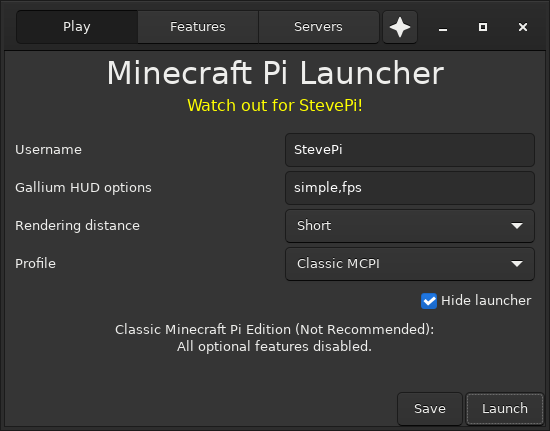 Play Features Servers
Minecraft Pi Launcher
Watch out for StevePi!
Username StevePi
Gallium HUD options simple,fps
Rendering distance Short
Profile Classic MCPI
Hide launcher
Classic Minecraft Pi Edition (Not Recommended):
All optional features disabled.
Save Launch